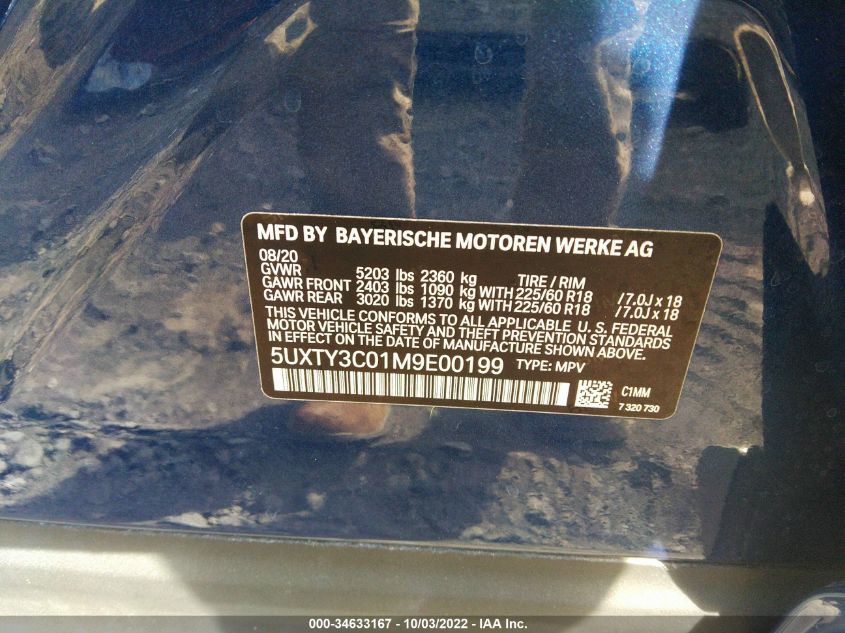 MFD BY BAYERISCHE MOTOREN WERKE AG
08/20
GVWR 5203 lbs 2360 kg TIRE / RIM
GAWR FRONT 2403 lbs 1090 kg WITH 225/60 R18 / 7.0J x 18
GAWR REAR 3020 lbs 1370 kg WITH 225/60 R18 / 7.0J x 18
THIS VEHICLE CONFORMS TO ALL APPLICABLE U. S. FEDERAL
MOTOR VEHICLE SAFETY AND THEFT PREVENTION STANDARDS
IN EFFECT ON THE DATE OF MANUFACTURE SHOWN ABOVE.
5UXTY3C01M9E00199 TYPE: MPV
C1MM
7 320 730
000-34633167 - 10/03/2022 - IAA Inc.